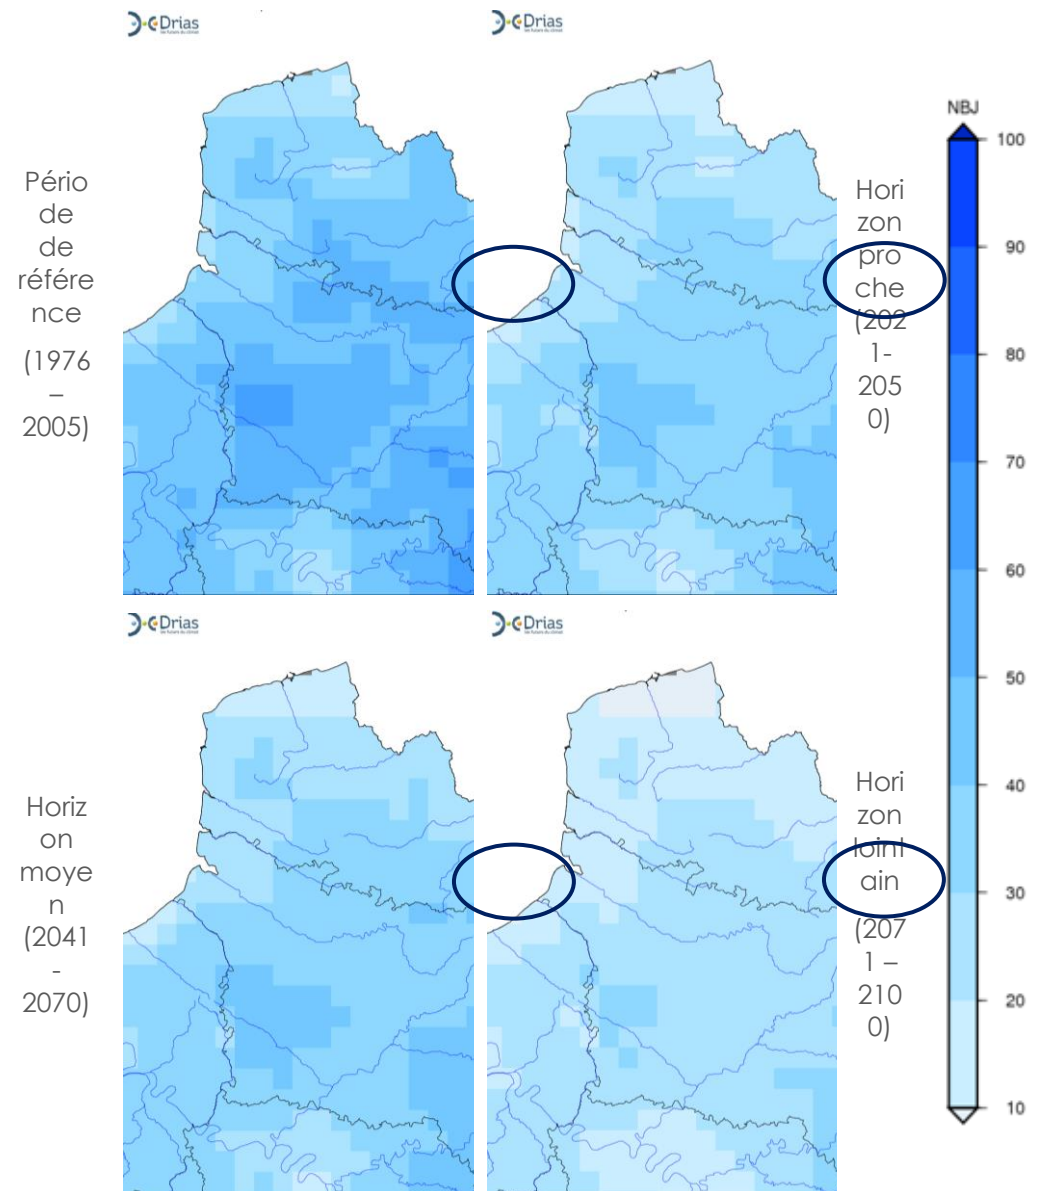 Drias
Drias
NBJ
100
90
80
70
60
50
40
30
20
10
Pério
de
de
référe
nce
(1976
–
2005)
Hori
zon
pro
che
(202
1-
205
0)
Drias
Drias
Horiz
on
moye
n
(2041
-
2070)
Hori
zon
lointain
ain
(207
1 –
210
0)